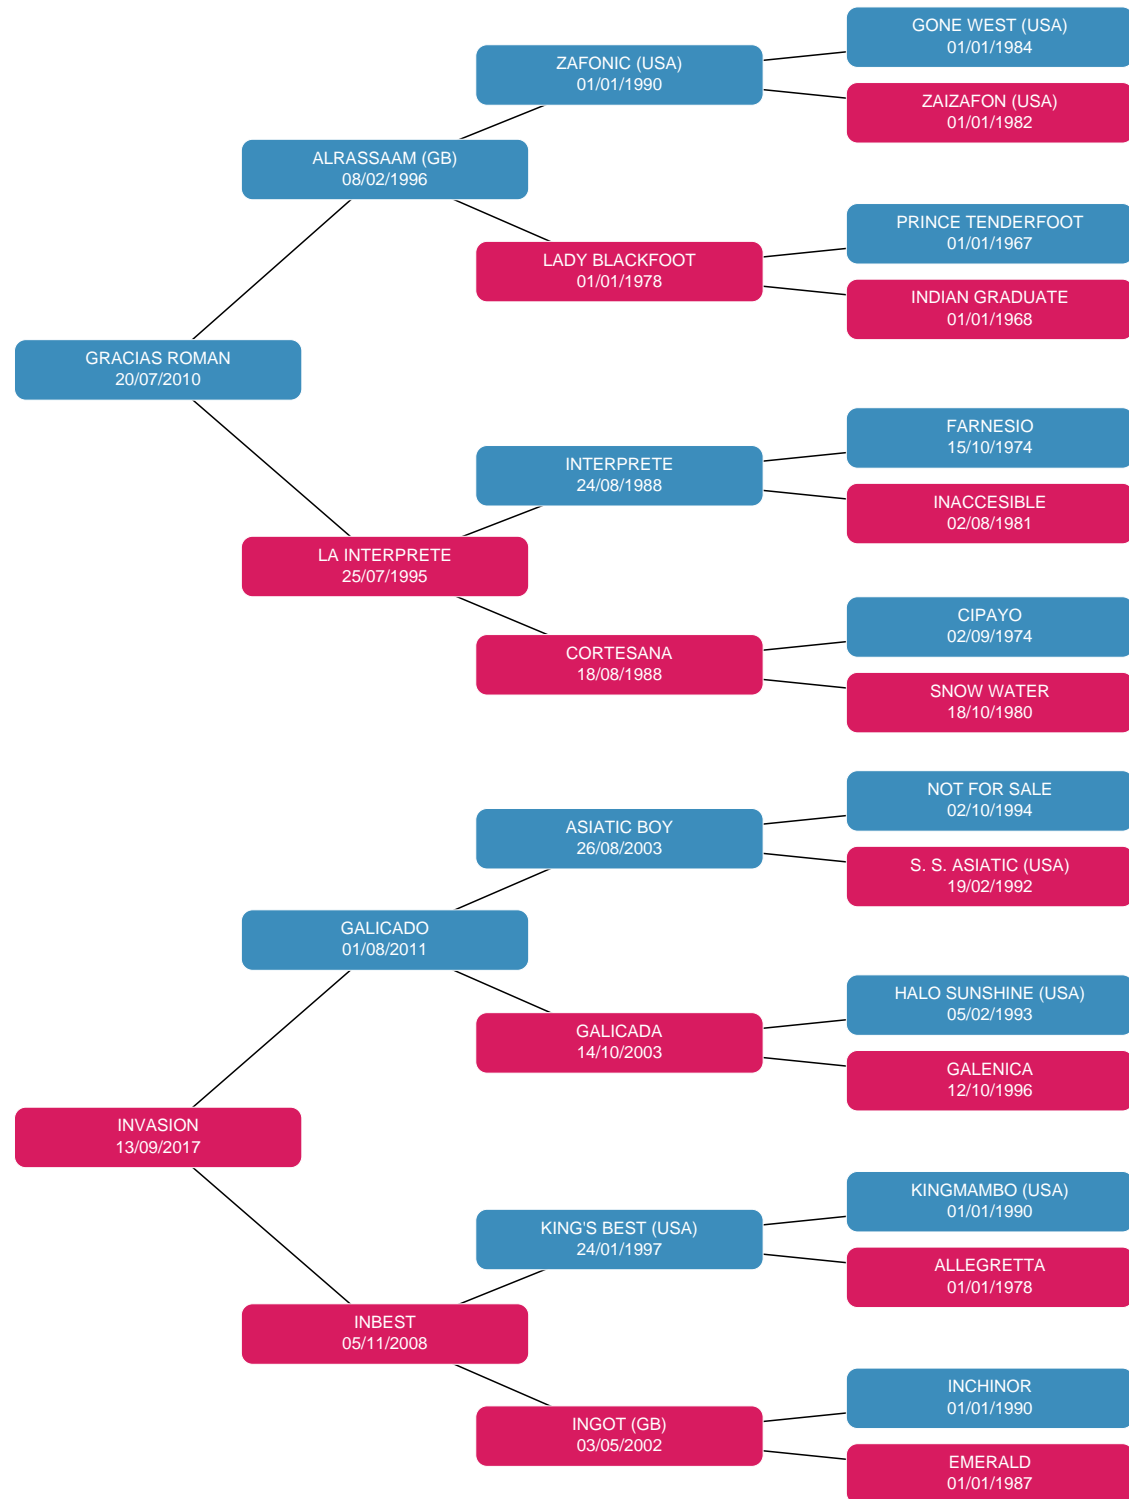 GONE WEST (USA)
01/01/1984
ZAFONIC (USA)
01/01/1990
ZAIZAFON (USA)
01/01/1982
ALRASSAAM (GB)
08/02/1996
PRINCE TENDERFOOT
01/01/1967
LADY BLACKFOOT
01/01/1978
INDIAN GRADUATE
01/01/1968
GRACIAS ROMAN
20/07/2010
FARNESIO
15/10/1974
INTERPRETE
24/08/1988
INACCESIBLE
02/08/1981
LA INTERPRETE
25/07/1995
CIPAYO
02/09/1974
CORTESANA
18/08/1988
SNOW WATER
18/10/1980
NOT FOR SALE
02/10/1994
ASIATIC BOY
26/08/2003
S. S. ASIATIC (USA)
19/02/1992
GALICADO
01/08/2011
HALO SUNSHINE (USA)
05/02/1993
GALICADA
14/10/2003
GALENICA
12/10/1996
INVASION
13/09/2017
KINGMAMBO (USA)
01/01/1990
KING'S BEST (USA)
24/01/1997
ALLEGRETTA
01/01/1978
INBEST
05/11/2008
INCHINOR
01/01/1990
INGOT (GB)
03/05/2002
EMERALD
01/01/1987